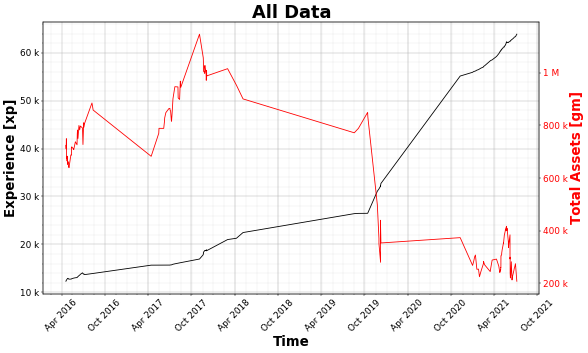 All Data
Experience [xp]
60 k
50 k
40 k
30 k
20 k
10 k
1 M
800 k
600 k
400 k
200 k
Total Assets [gm]
Apr 2016
Oct 2016
Apr 2017
Oct 2017
Apr 2018
Oct 2018
Apr 2019
Oct 2019
Apr 2020
Oct 2020
Apr 2021
Oct 2021
Time